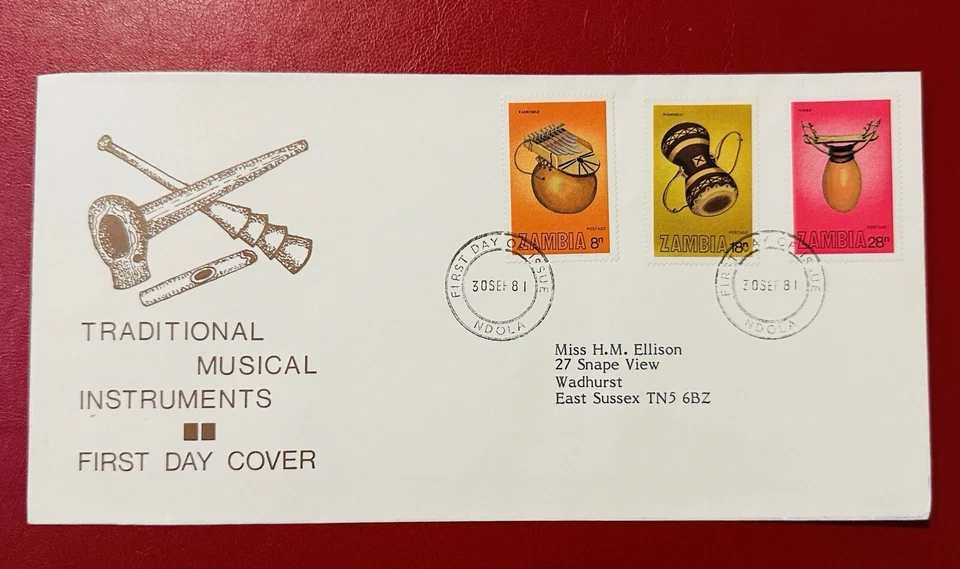 TRADITIONAL
MUSICAL
INSTRUMENTS
FIRST DAY COVER
POSTAGE
ZAMBIA 8n
POSTAGE
ZAMBIA 18n
POSTAGE
ZAMBIA 28n
FIRST DAY OF ISSUE
30SEP81
NDOLA
FIRST DAY OF ISSUE
30SEP81
NDOLA
Miss H.M. Ellison
27 Snape View
Wadhurst
East Sussex TN5 6BZ